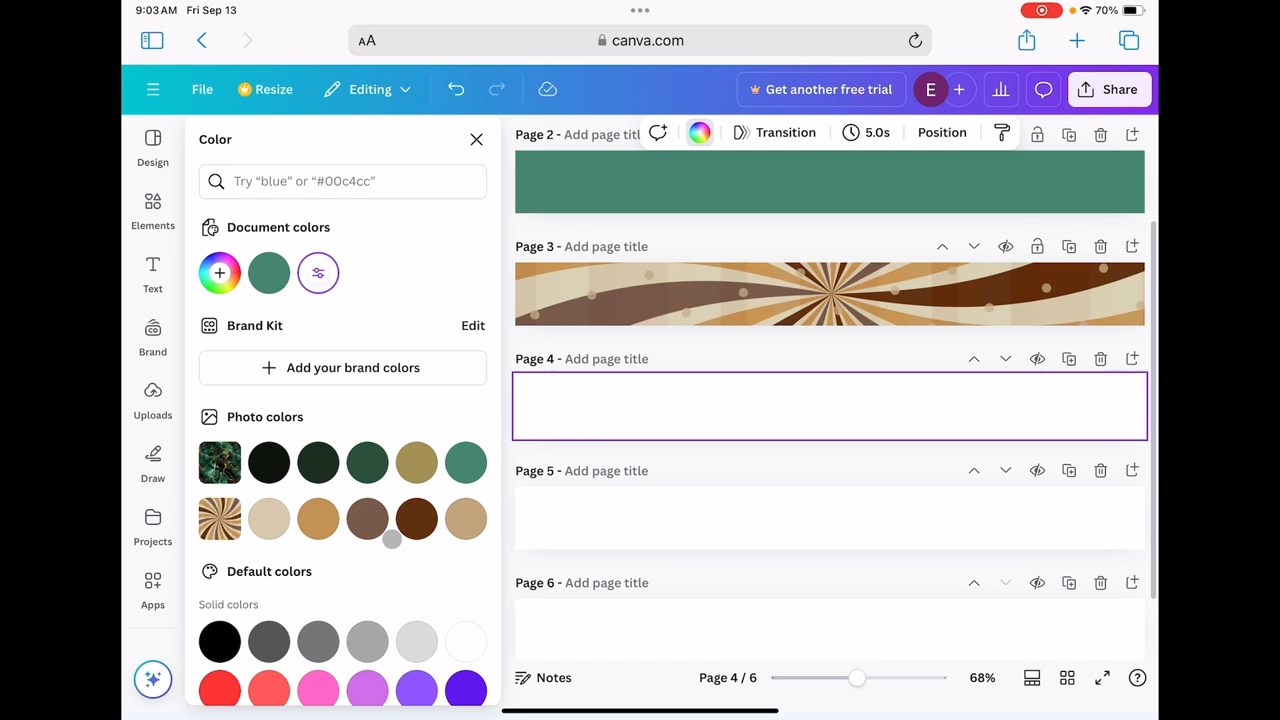 9:03 AM Fri Sep 13
70%
AA
canva.com
File
Resize
Editing
Get another free trial
E
Share
Design
Elements
Text
Brand
Uploads
Draw
Projects
Apps
Color
Try “blue” or “#00c4cc”
Document colors
Brand Kit
Edit
Add your brand colors
Photo colors
Default colors
Solid colors
Page 2 - Add page titl
Transition
5.0s
Position
Page 3 - Add page title
Page 4 - Add page title
Page 5 - Add page title
Page 6 - Add page title
Notes
Page 4 / 6
68%